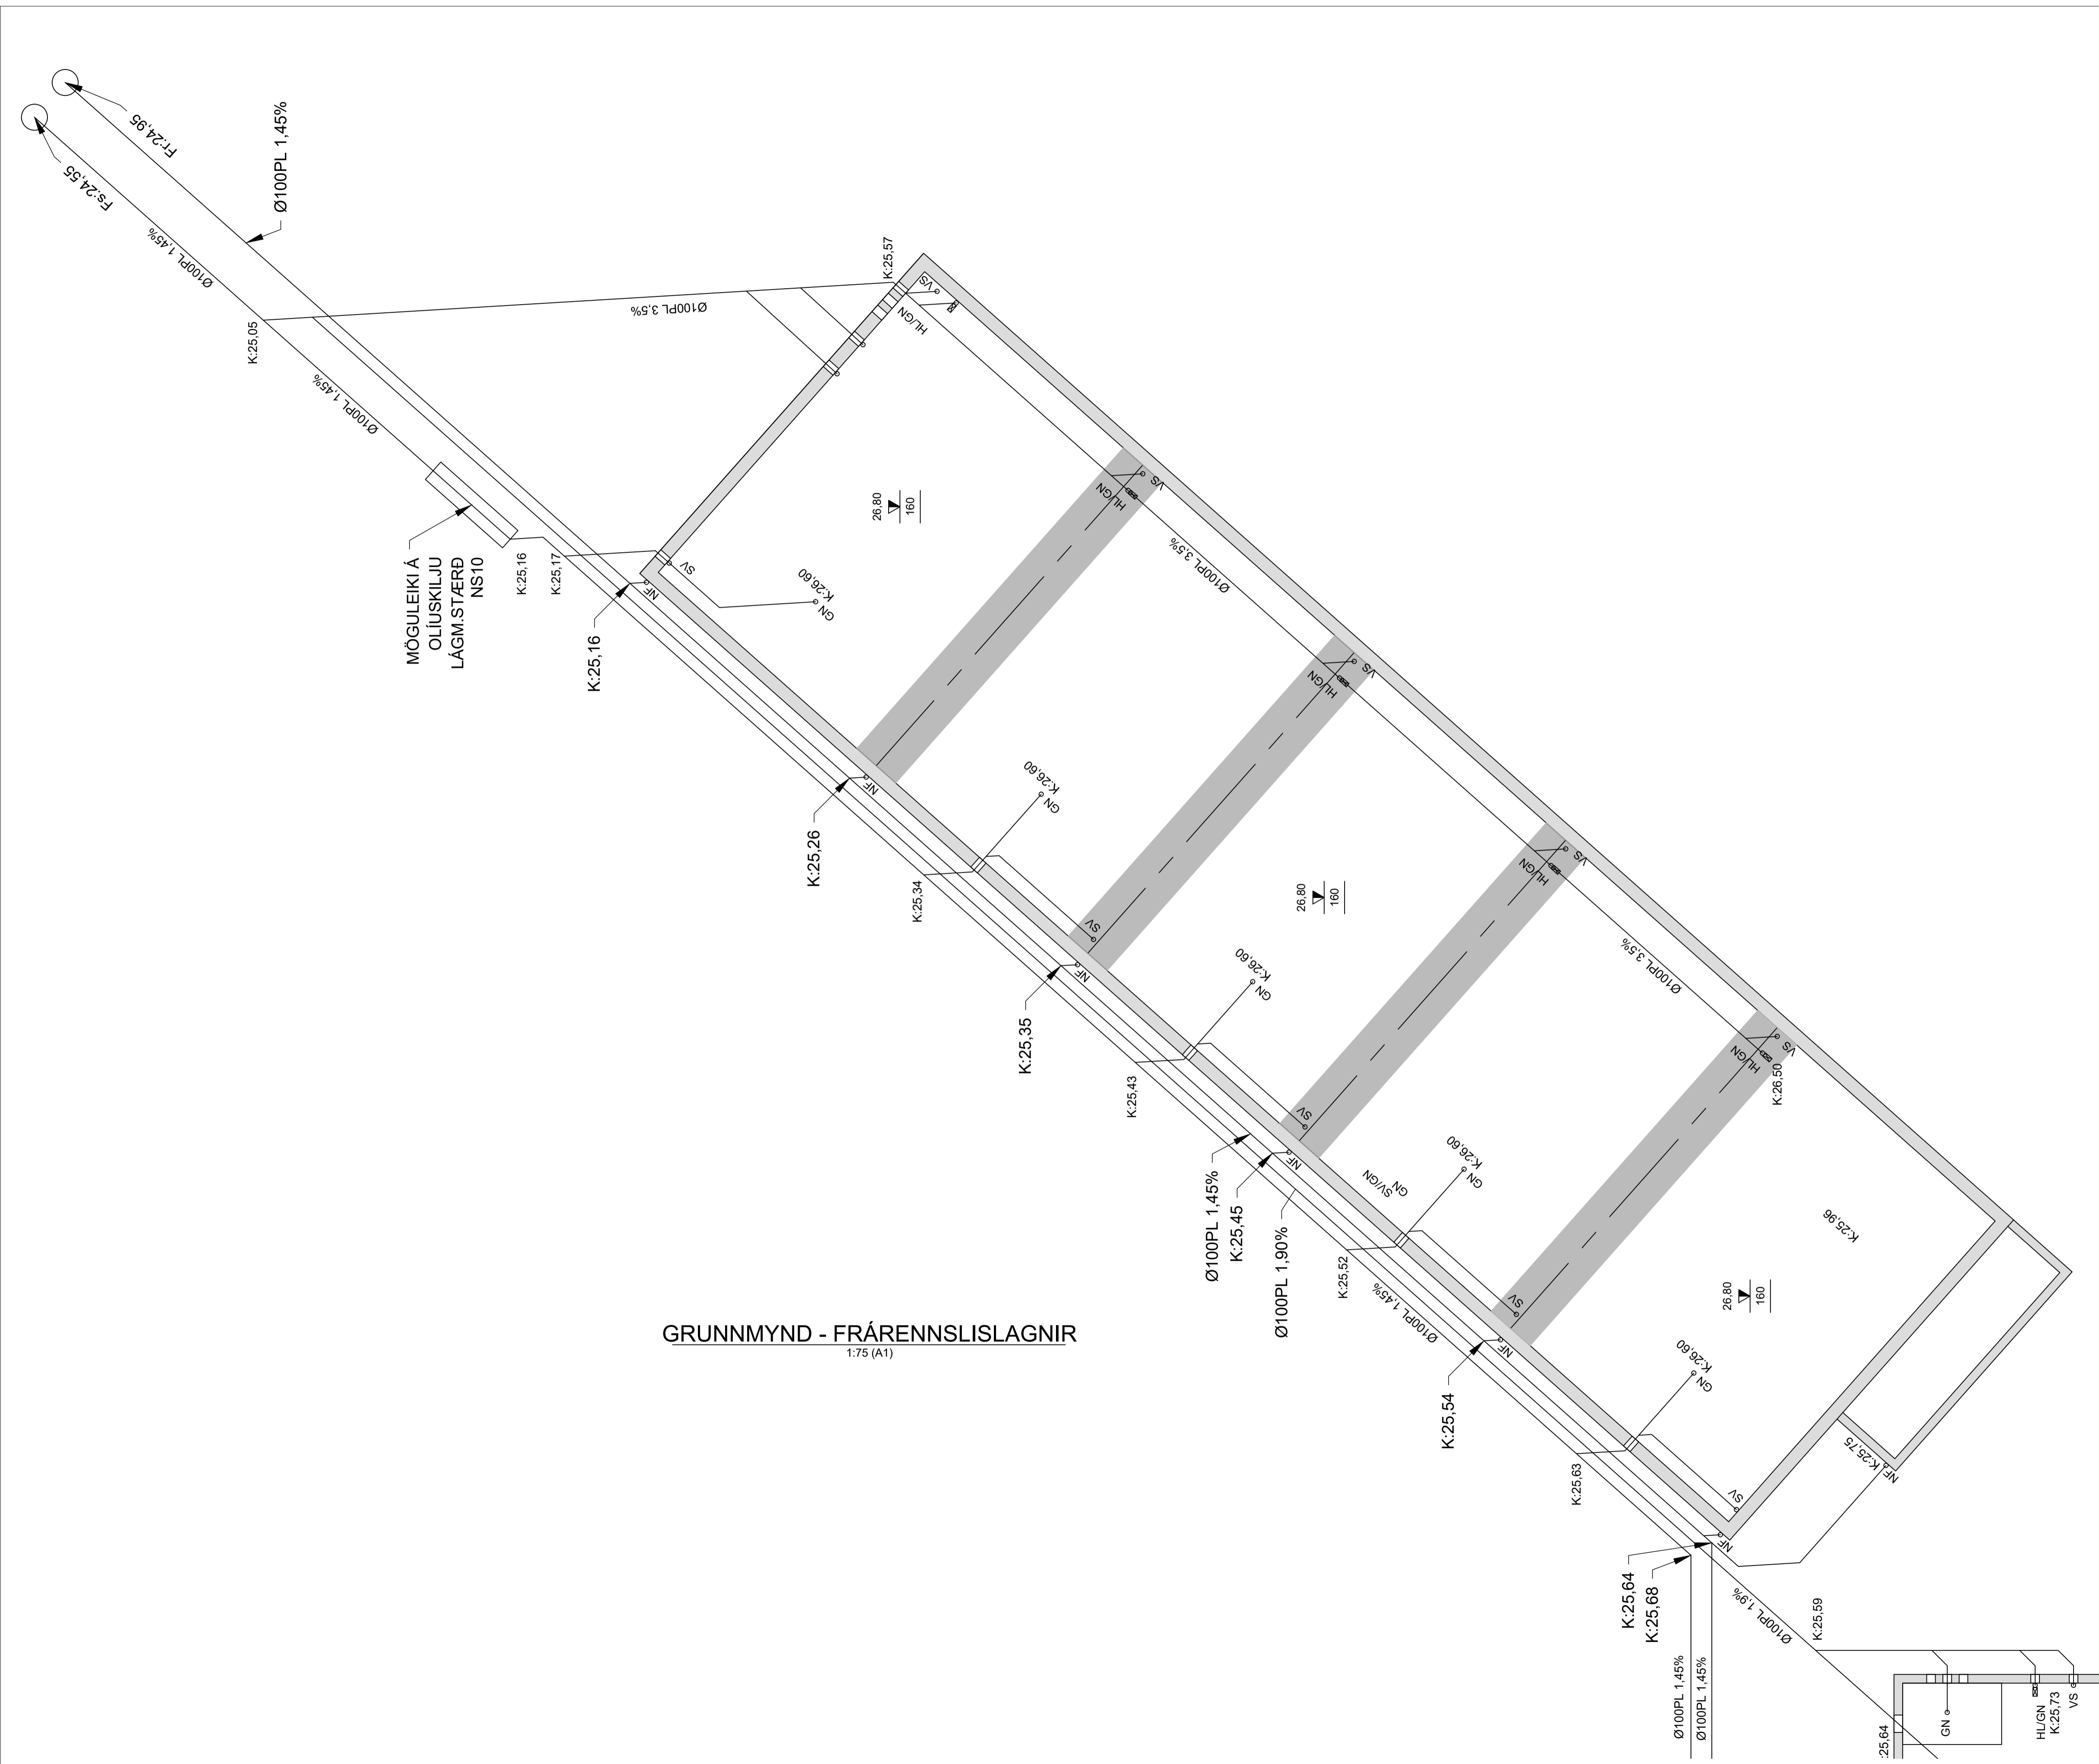 Fr:24,95
Fs:24,55
Ø100PL 1,45%
Ø100PL 1,45%
K:25,05
Ø100PL 3,5%
K:25,57
VS
HL/GN
Ø100PL 1,45%
MÖGULEIKI Á
OLÍUSKILJU
LÁGM.STÆRÐ
NS10
K:25,16
K:25,17
K:25,16
NF
SV
K:26,60
GN
26,80
160
VS
HL/GN
Ø100PL 3,5%
VS
HL/GN
K:25,26
NF
K:26,60
GN
K:25,34
SV
26,80
160
VS
HL/GN
K:25,35
NF
K:26,60
GN
K:25,43
SV
Ø100PL 3,5%
VS
HL/GN
K:26,50
Ø100PL 1,45%
K:25,45
NF
Ø100PL 1,90%
SV/GN
GN
K:26,60
GN
K:25,52
Ø100PL 1,45%
SV
K:25,96
26,80
160
GRUNNMYND - FRÁRENNSLISLAGNIR
1:75 (A1)
K:25,54
NF
K:26,60
GN
K:25,63
SV
K:25,75
NF
K:25,64
K:25,68
NF
Ø100PL 1,9%
K:25,59
Ø100PL 1,45%
Ø100PL 1,45%
:25,64
GN
HL/GN
K:25,73
VS